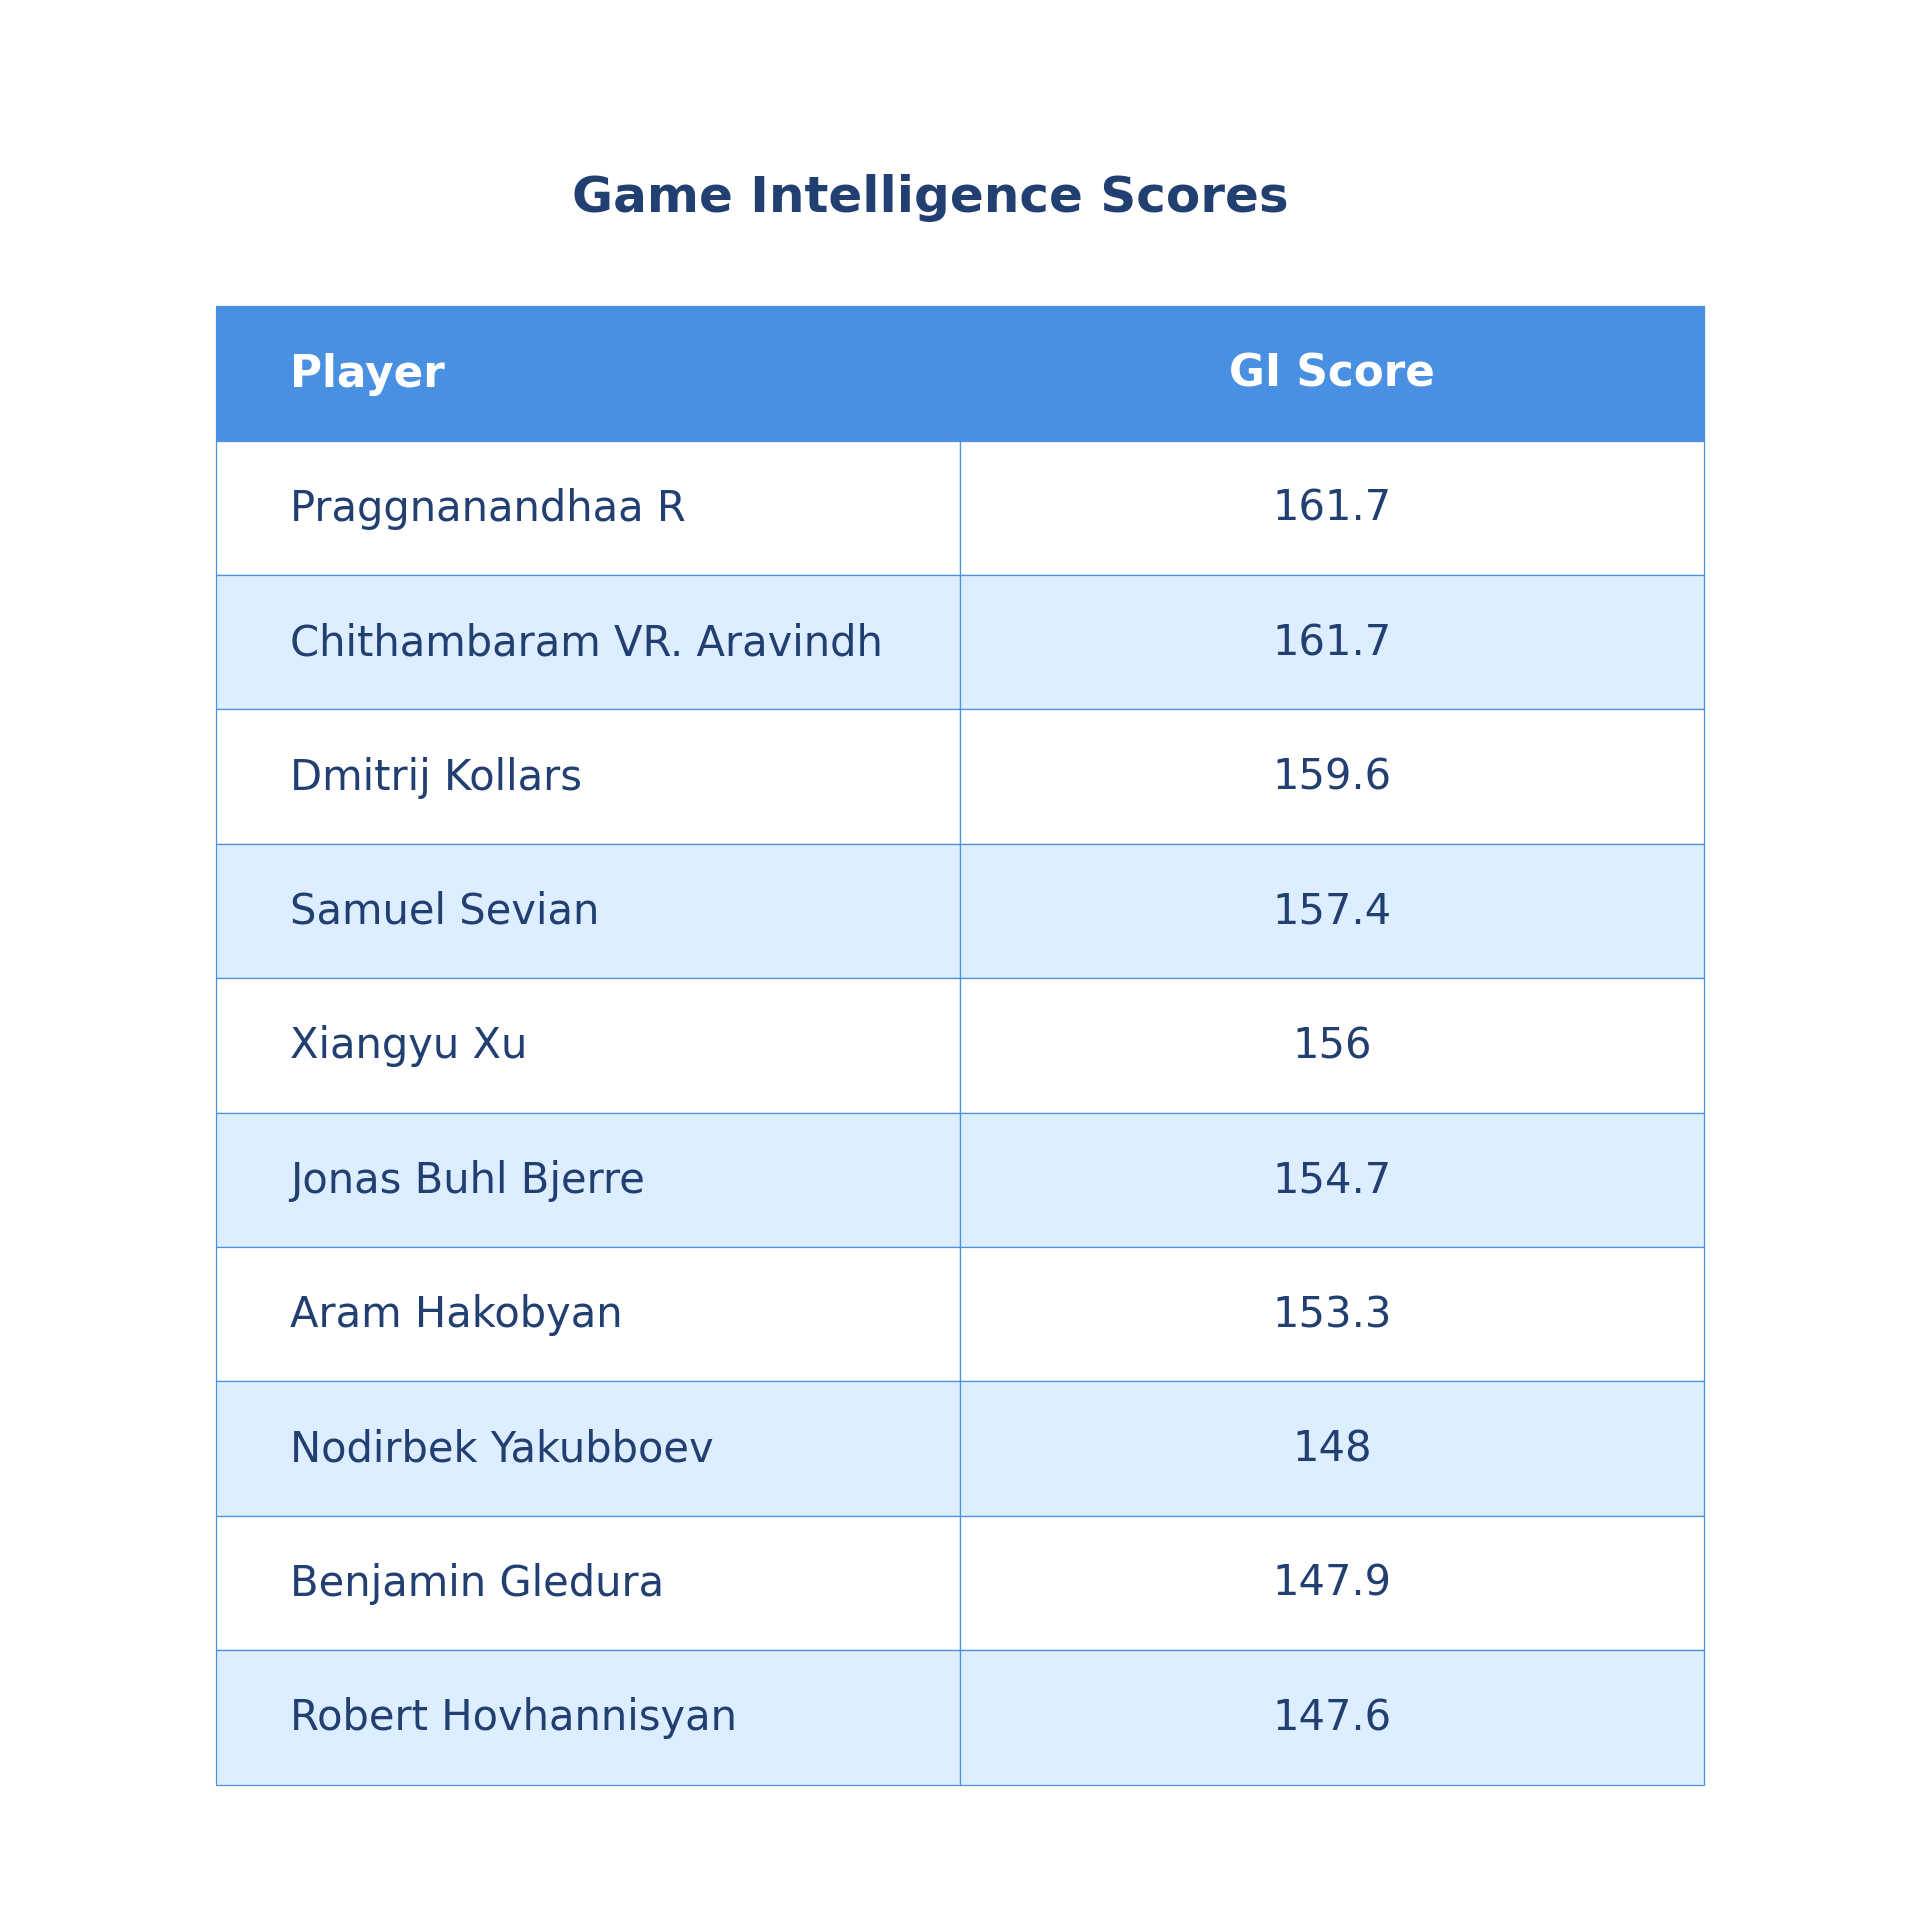 Game Intelligence Scores
Player GI Score
Praggnanandhaa R 161.7
Chithambaram VR. Aravindh 161.7
Dmitrij Kollars 159.6
Samuel Sevian 157.4
Xiangyu Xu 156
Jonas Buhl Bjerre 154.7
Aram Hakobyan 153.3
Nodirbek Yakubboev 148
Benjamin Gledura 147.9
Robert Hovhannisyan 147.6